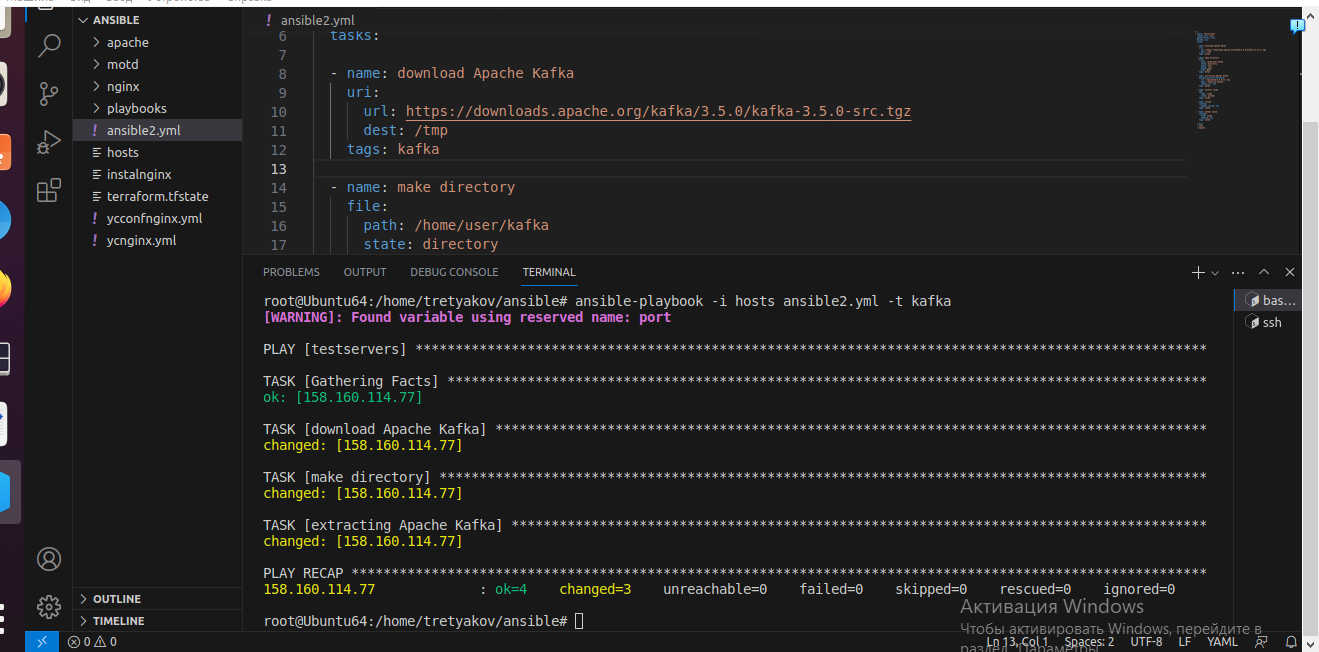 ANSIBLE
apache
motd
nginx
playbooks
! ansible2.yml
hosts
instalnginx
terraform.tfstate
! ycconfnginx.yml
! ycnginx.yml
OUTLINE
TIMELINE
! ansible2.yml
6 tasks:
7
8 - name: download Apache Kafka
9 uri:
10 url: https://downloads.apache.org/kafka/3.5.0/kafka-3.5.0-src.tgz
11 dest: /tmp
12 tags: kafka
13
14 - name: make directory
15 file:
16 path: /home/user/kafka
17 state: directory
PROBLEMS OUTPUT DEBUG CONSOLE TERMINAL
bas...
ssh
root@Ubuntu64:/home/tretyakov/ansible# ansible-playbook -i hosts ansible2.yml -t kafka
[WARNING]: Found variable using reserved name: port
PLAY [testservers] ***************************************************************************************************
TASK [Gathering Facts] ***********************************************************************************************
ok: [158.160.114.77]
TASK [download Apache Kafka] *****************************************************************************************
changed: [158.160.114.77]
TASK [make directory] ************************************************************************************************
changed: [158.160.114.77]
TASK [extracting Apache Kafka] ***************************************************************************************
changed: [158.160.114.77]
PLAY RECAP ***********************************************************************************************************
158.160.114.77 : ok=4 changed=3 unreachable=0 failed=0 skipped=0 rescued=0 ignored=0
root@Ubuntu64:/home/tretyakov/ansible#
Активация Windows
Чтобы активировать Windows, перейдите в
раздел "Параметры
0 0
Ln 13, Col 1 Spaces: 2 UTF-8 LF YAML